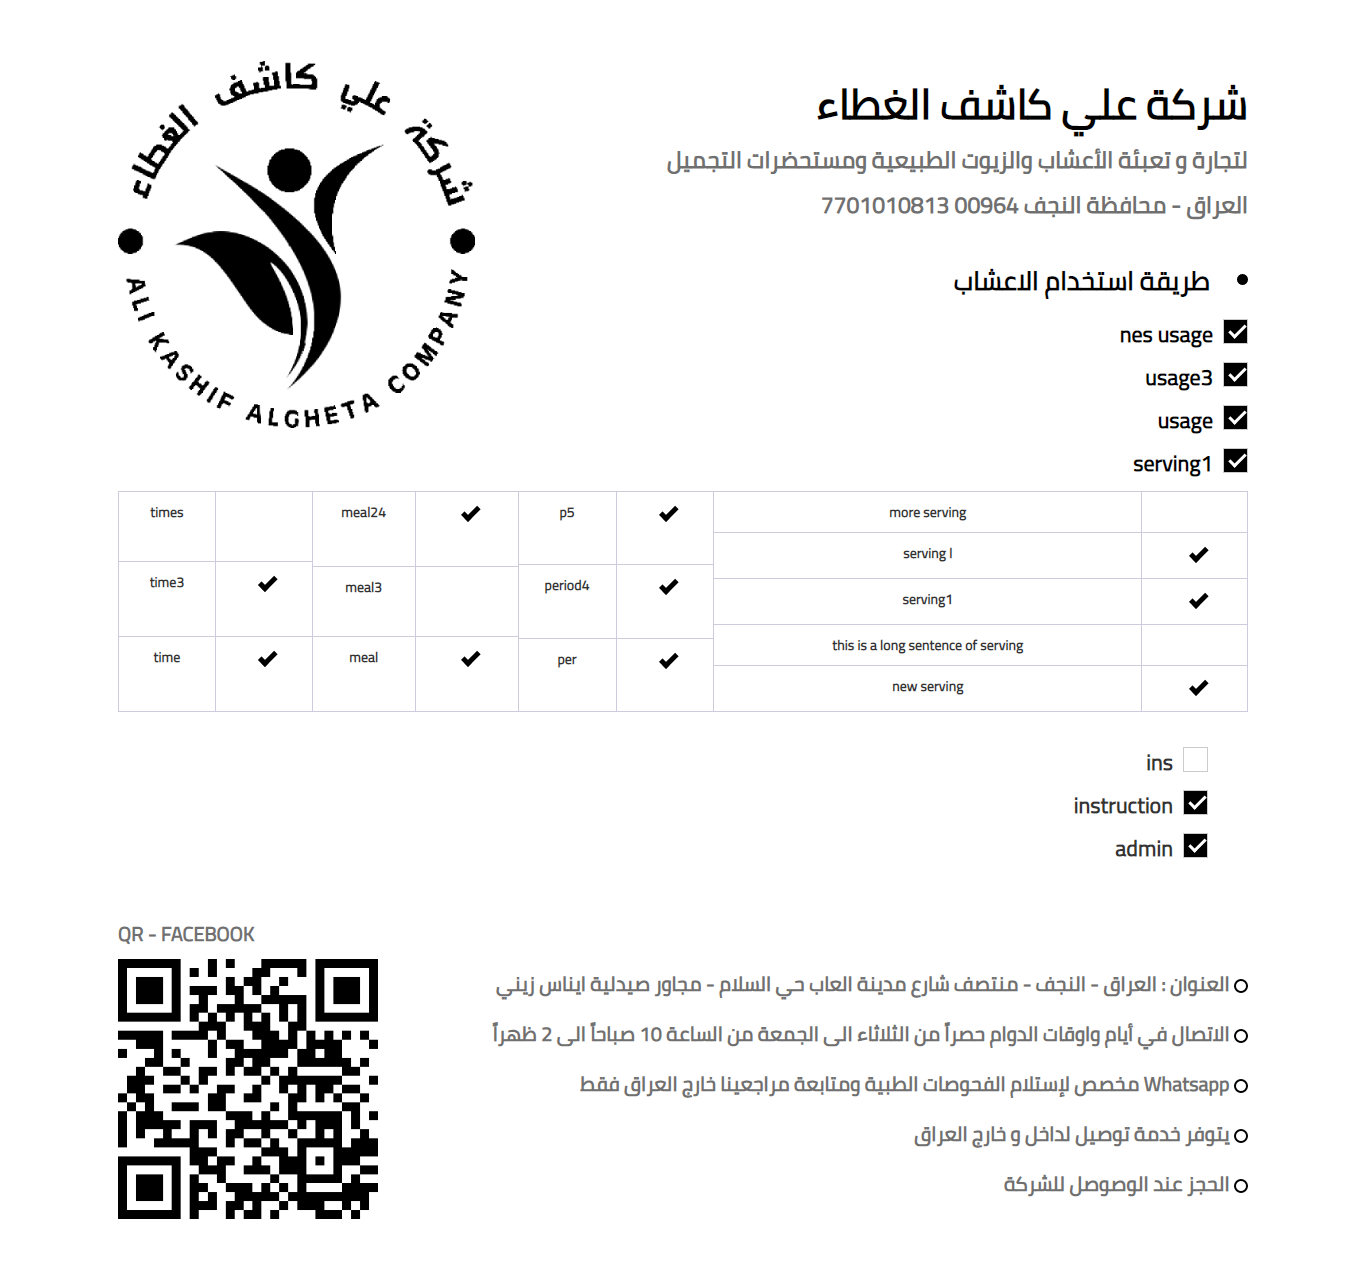 شركة علي كاشف الغطاء
ALI KASHIF ALGHETA COMPANY
شركة علي كاشف الغطاء
لتجارة و تعبئة الأعشاب والزيوت الطبيعية ومستحضرات التجميل
العراق - محافظة النجف 00964 7701010813
طريقة استخدام الاعشاب
nes usage
usage3
usage
serving1
more serving
serving l
serving1
this is a long sentence of serving
new serving
p5
period4
per
meal24
meal3
meal
times
time3
time
ins
instruction
admin
QR - FACEBOOK
العنوان : العراق - النجف - منتصف شارع مدينة العاب حي السلام - مجاور صيدلية ايناس زيني
الاتصال في أيام واوقات الدوام حصراً من الثلاثاء الى الجمعة من الساعة 10 صباحاً الى 2 ظهراً
Whatsapp مخصص لإستلام الفحوصات الطبية ومتابعة مراجعينا خارج العراق فقط
يتوفر خدمة توصيل لداخل و خارج العراق
الحجز عند الوصوصل للشركة